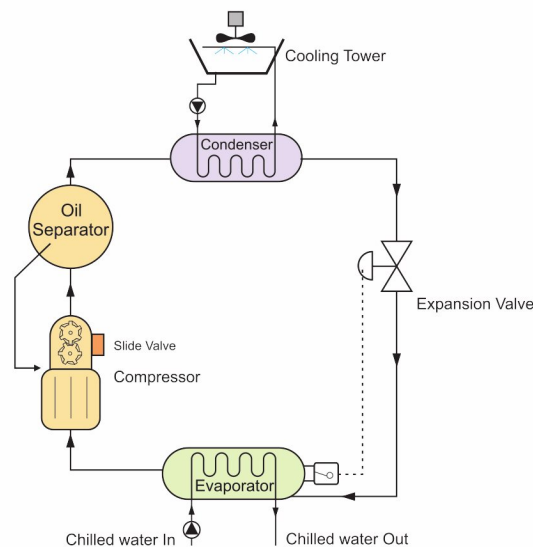 Cooling Tower
Condenser
Oil
Separator
Expansion Valve
Slide Valve
Compressor
Evaporator
Chilled water In
Chilled water Out